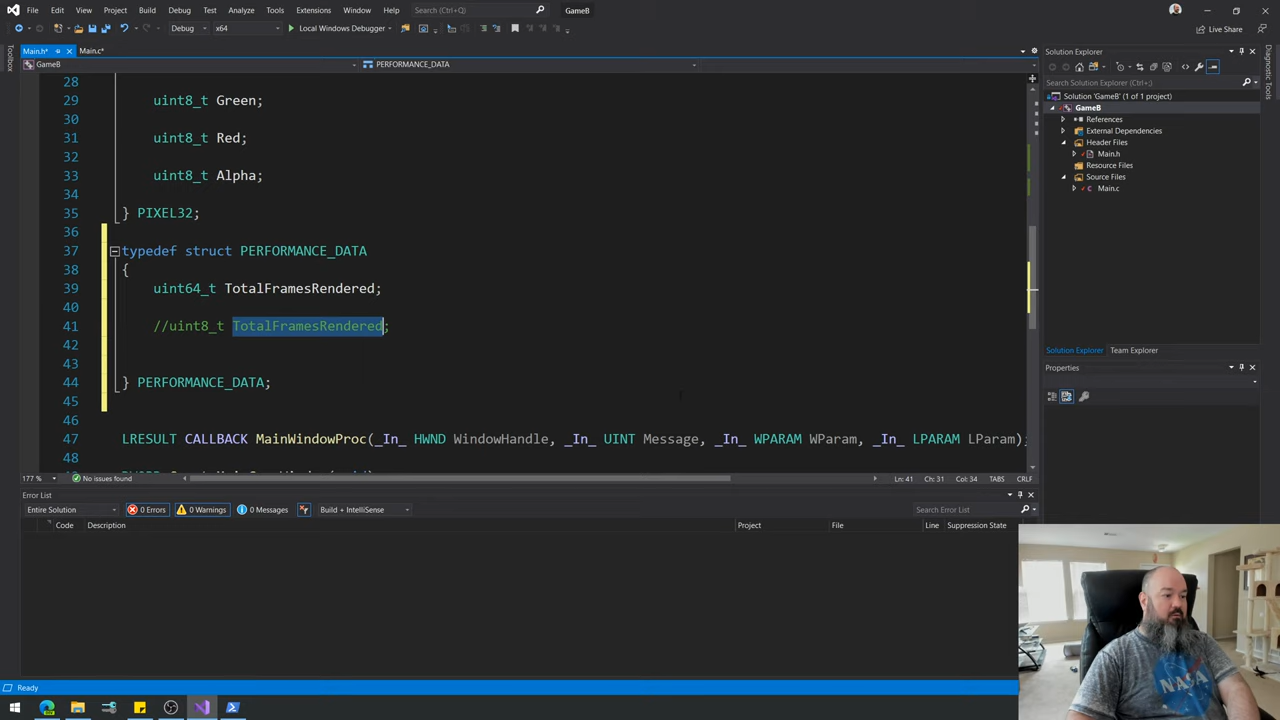 File Edit View Project Build Debug Test Analyze Tools Extensions Window Help Search (Ctrl+Q) GameB
Debug x64 Local Windows Debugger Live Share
Main.h* Main.c*
GameB PERFORMANCE_DATA
Toolbox
28
29 uint8_t Green;
30
31 uint8_t Red;
32
33 uint8_t Alpha;
34
35 } PIXEL32;
36
37 typedef struct PERFORMANCE_DATA
38 {
39 uint64_t TotalFramesRendered;
40
41 //uint8_t TotalFramesRendered;
42
43
44 } PERFORMANCE_DATA;
45
46
47 LRESULT CALLBACK MainWindowProc(_In_ HWND WindowHandle, _In_ UINT Message, _In_ WPARAM WParam, _In_ LPARAM LParam);
48
177 % No issues found Ln: 41 Ch: 31 Col: 34 TABS CRLF
Error List
Entire Solution 0 Errors 0 Warnings 0 Messages Build + IntelliSense Search Error List
Code Description Project File Line Suppression State
Solution Explorer
Search Solution Explorer (Ctrl+;)
Solution 'GameB' (1 of 1 project)
GameB
References
External Dependencies
Header Files
Main.h
Resource Files
Source Files
Main.c
Solution Explorer Team Explorer
Properties
Diagnostic Tools
NASA
Ready